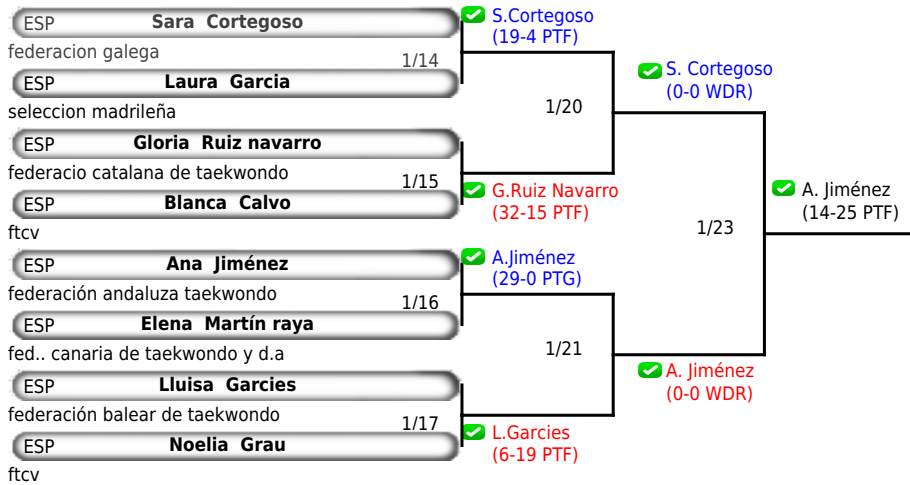 ESP Sara Cortegoso
federacion galega
1/14
ESP Laura Garcia
seleccion madrileña
ESP Gloria Ruiz navarro
federacio catalana de taekwondo
1/15
ESP Blanca Calvo
ftcv
ESP Ana Jiménez
federación andaluza taekwondo
1/16
ESP Elena Martín raya
fed.. canaria de taekwondo y d.a
ESP Lluisa Garcies
federación balear de taekwondo
1/17
ESP Noelia Grau
ftcv
S.Cortegoso
(19-4 PTF)
1/20
G.Ruiz Navarro
(32-15 PTF)
A.Jiménez
(29-0 PTG)
1/21
L.Garcies
(6-19 PTF)
S. Cortegoso
(0-0 WDR)
1/23
A. Jiménez
(0-0 WDR)
A. Jiménez
(14-25 PTF)